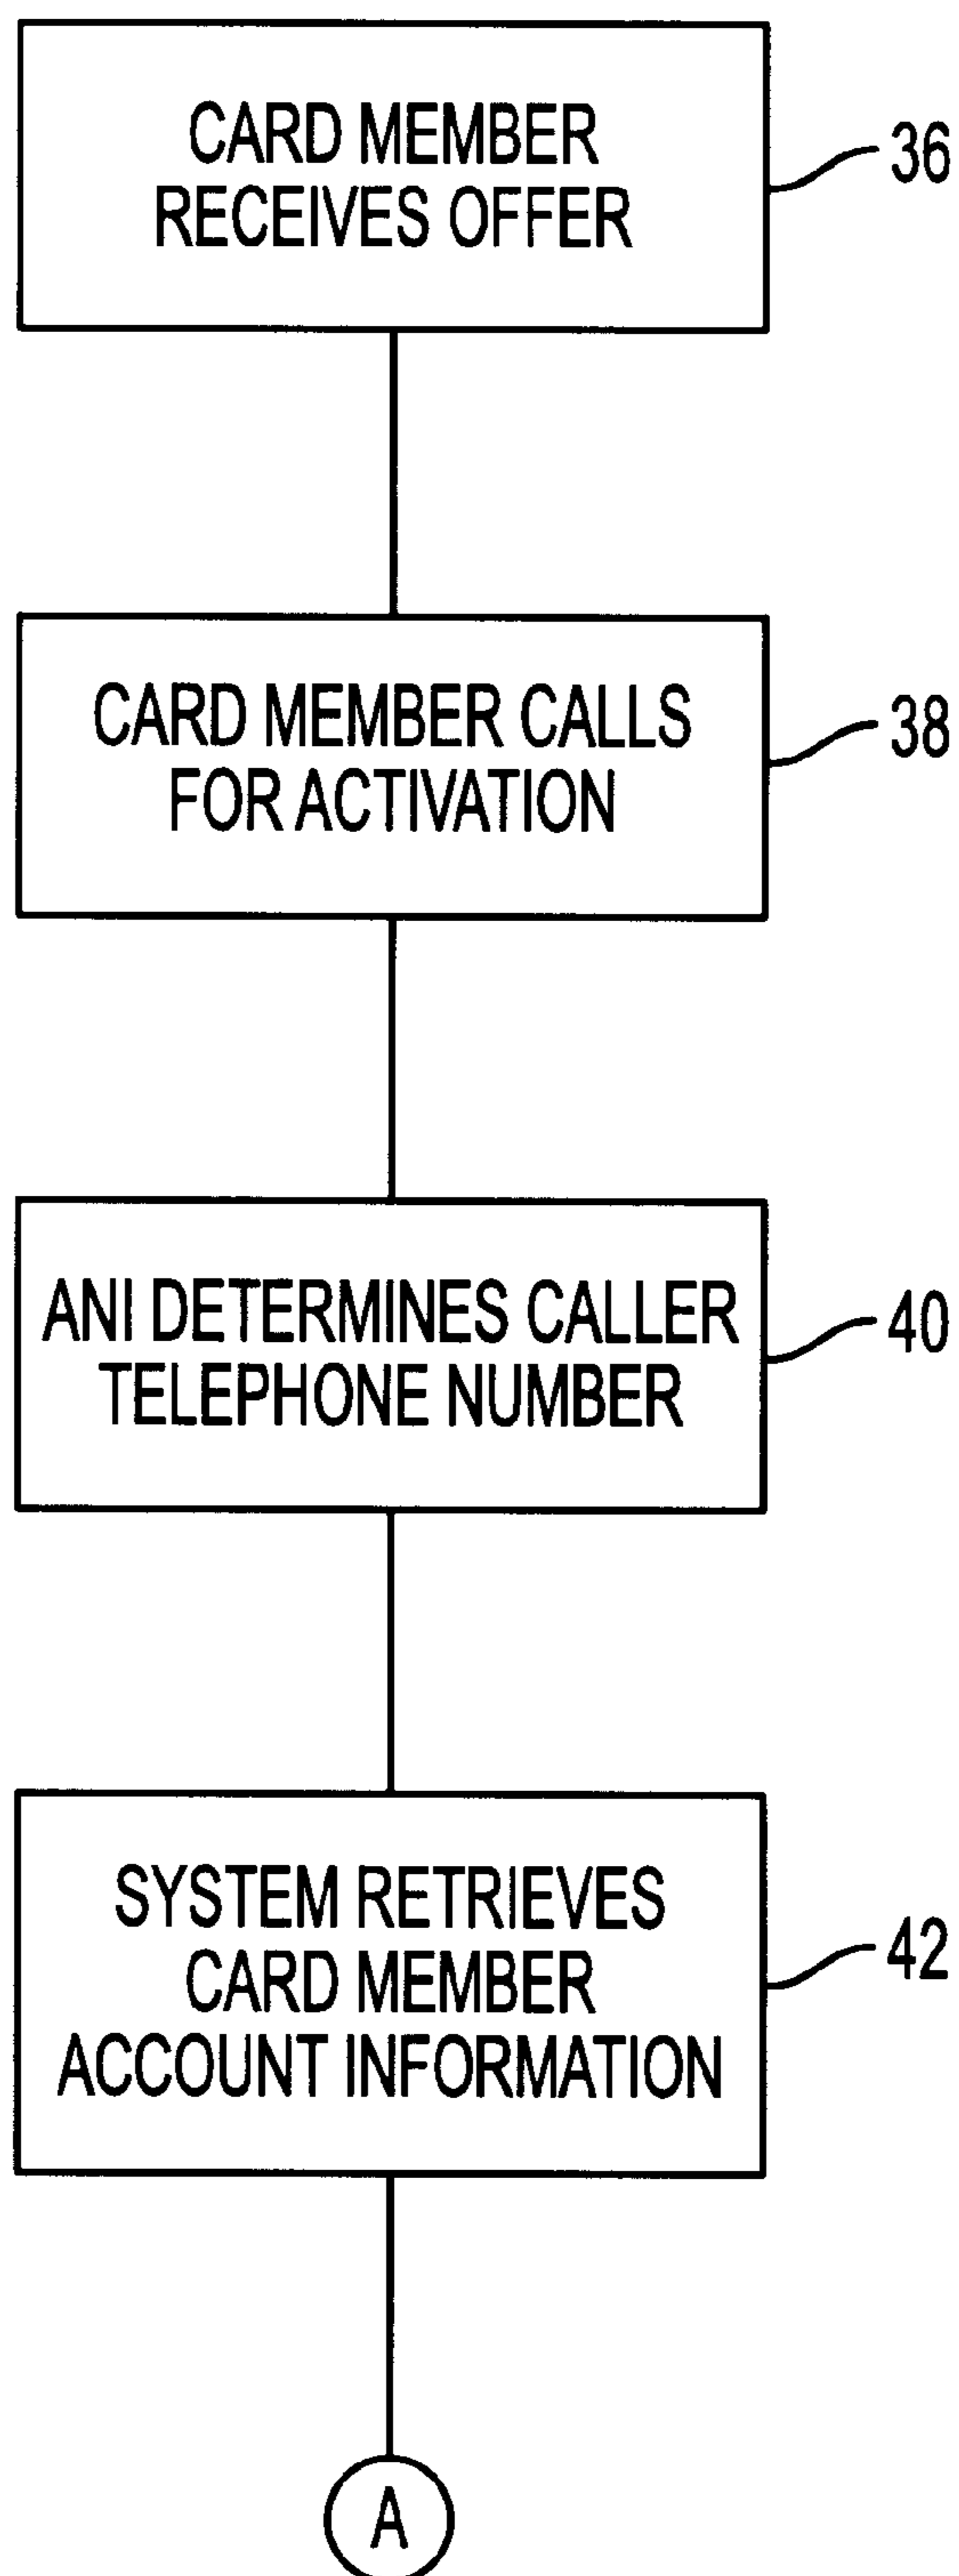 CARD MEMBER
RECEIVES OFFER
36
CARD MEMBER CALLS
FOR ACTIVATION
38
ANI DETERMINES CALLER
TELEPHONE NUMBER
40
SYSTEM RETRIEVES
CARD MEMBER
ACCOUNT INFORMATION
42
A